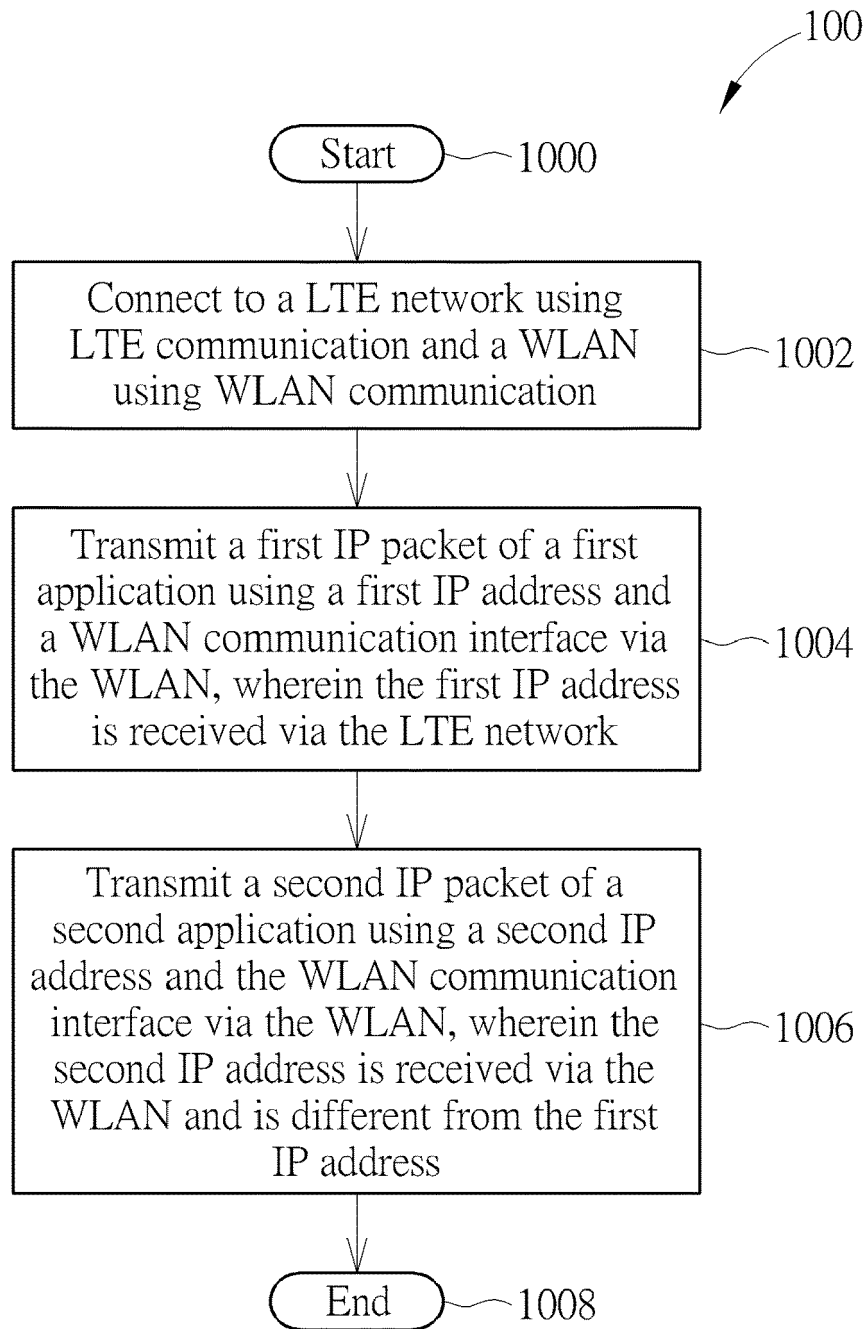 100
Start
1000
Connect to a LTE network using
LTE communication and a WLAN
using WLAN communication
1002
Transmit a first IP packet of a first
application using a first IP address and
a WLAN communication interface via
the WLAN, wherein the first IP address
is received via the LTE network
1004
Transmit a second IP packet of a
second application using a second IP
address and the WLAN communication
interface via the WLAN, wherein the
second IP address is received via the
WLAN and is different from the first
IP address
1006
End
1008